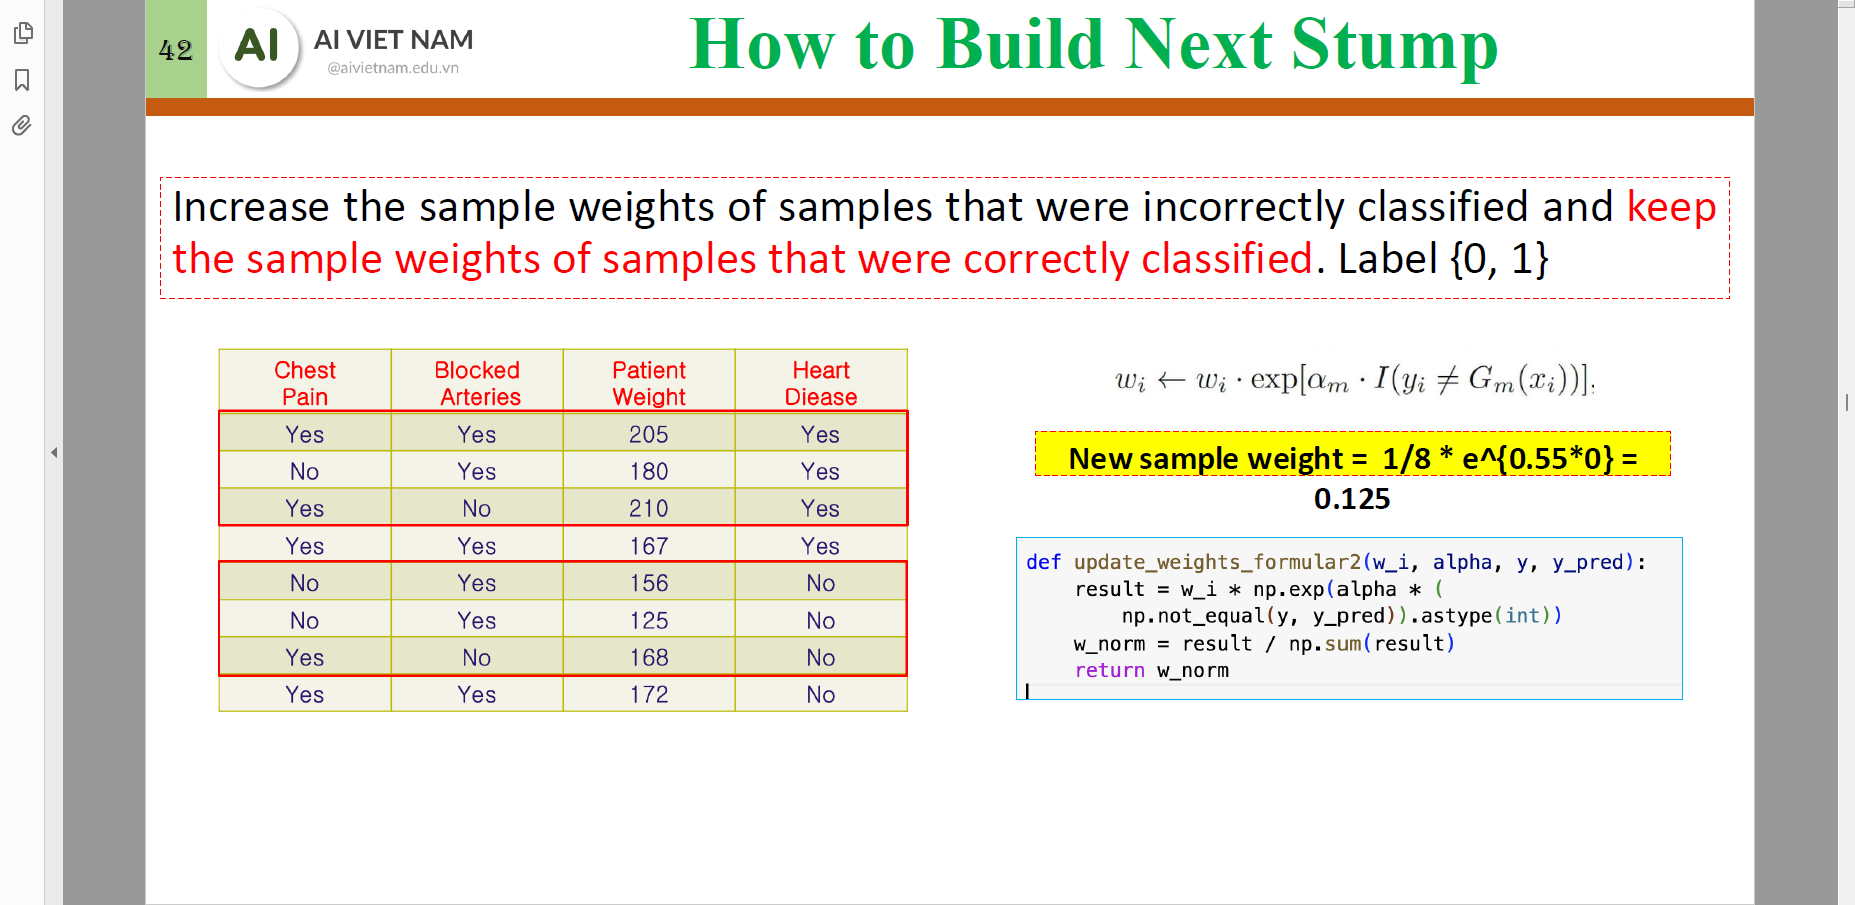 42
AI
AI VIET NAM
@aivietnam.edu.vn
How to Build Next Stump
Increase the sample weights of samples that were incorrectly classified and keep
the sample weights of samples that were correctly classified. Label {0, 1}
Chest Pain Blocked Arteries Patient Weight Heart Diease
Yes Yes 205 Yes
No Yes 180 Yes
Yes No 210 Yes
Yes Yes 167 Yes
No Yes 156 No
No Yes 125 No
Yes No 168 No
Yes Yes 172 No
w_i ← w_i · exp[α_m · I(y_i ≠ G_m(x_i))].
New sample weight = 1/8 * e^{0.55*0} =
0.125
def update_weights_formular2(w_i, alpha, y, y_pred):
result = w_i * np.exp(alpha * (
np.not_equal(y, y_pred)).astype(int))
w_norm = result / np.sum(result)
return w_norm